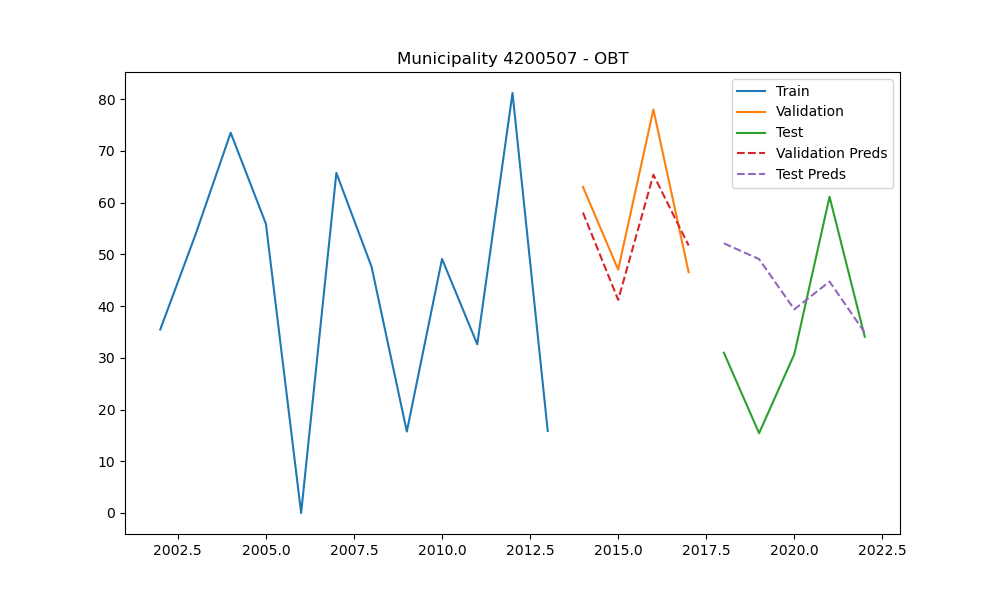 Municipality 4200507 - OBT
Train
Validation
Test
Validation Preds
Test Preds
80
70
60
50
40
30
20
10
0
2002.5 2005.0 2007.5 2010.0 2012.5 2015.0 2017.5 2020.0 2022.5